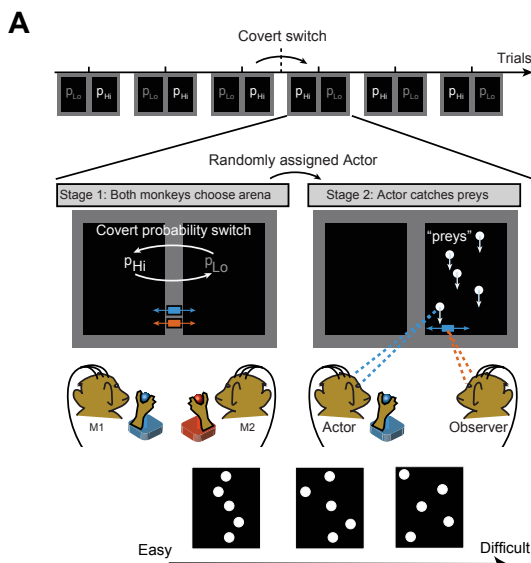 A
Covert switch
Trials
pLo pHi pLo pHi pLo pHi pHi pLo pHi pLo pHi pLo
Randomly assigned Actor
Stage 1: Both monkeys choose arena
Stage 2: Actor catches preys
Covert probability switch
pHi pLo
“preys”
M1 M2 Actor Observer
Easy Difficult